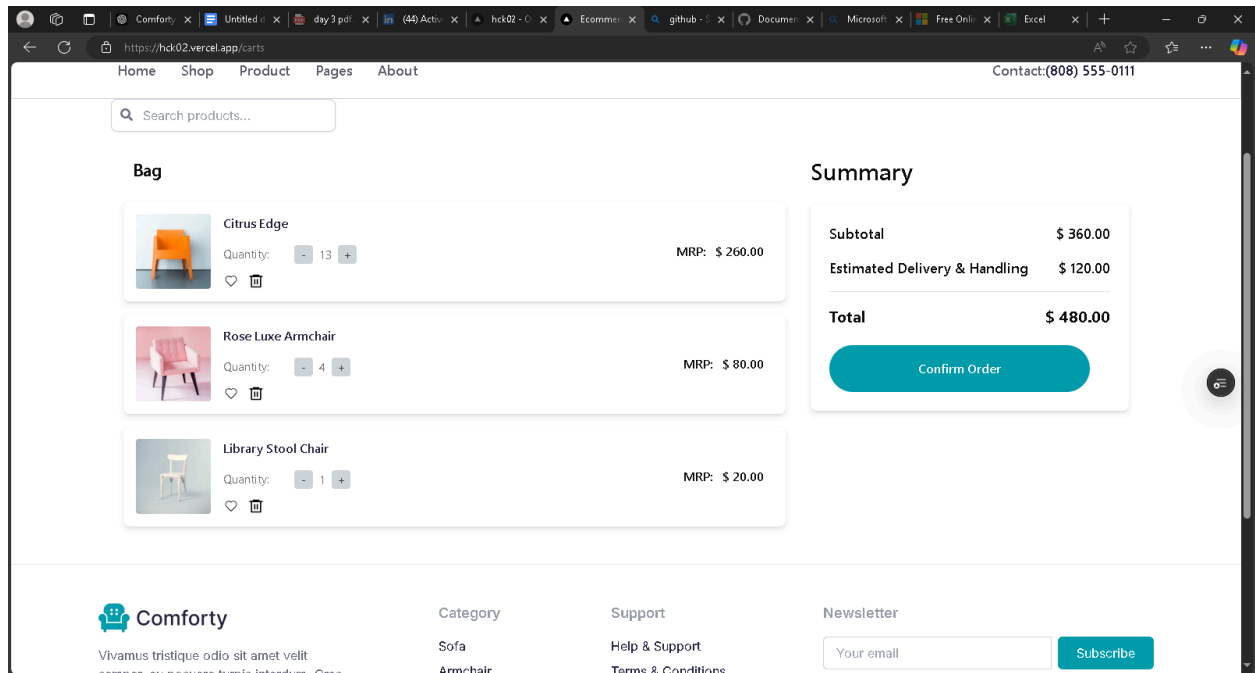 Comforty
Untitled d
day 3 pdf.
(44) Activ
hck02 - O
Ecommer
github - S
Documen
Microsoft
Free Onlin
Excel
https://hck02.vercel.app/carts
Home Shop Product Pages About
Contact:(808) 555-0111
Search products...
Bag
Citrus Edge
Quantity: - 13 +
MRP: $ 260.00
Rose Luxe Armchair
Quantity: - 4 +
MRP: $ 80.00
Library Stool Chair
Quantity: - 1 +
MRP: $ 20.00
Summary
Subtotal $ 360.00
Estimated Delivery & Handling $ 120.00
Total $ 480.00
Confirm Order
Comforty
Vivamus tristique odio sit amet velit
Category
Sofa
Armchair
Support
Help & Support
Terms & Conditions
Newsletter
Your email
Subscribe